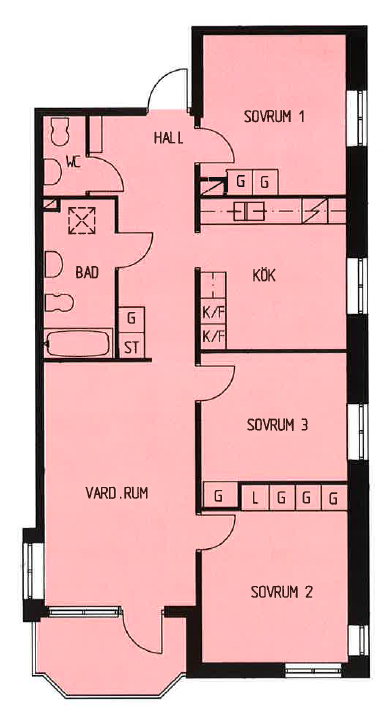 SOVRUM 1
HALL
WC
G G
BAD
KÖK
G
ST
K/F
K/F
SOVRUM 3
VARD.RUM
G L G G G
SOVRUM 2